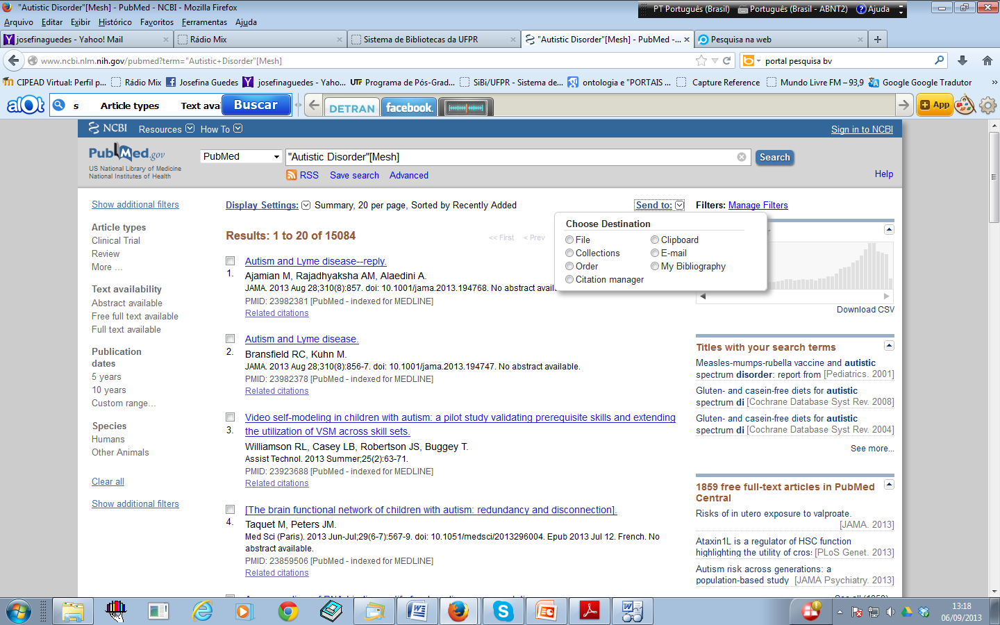 "Autistic Disorder"[Mesh] - PubMed - NCBI - Mozilla Firefox
PT Português (Brasil) Português (Brasil - ABNT2) Ajuda
Arquivo Editar Exibir Histórico Favoritos Ferramentas Ajuda
josefinaguedes - Yahoo! Mail
Rádio Mix
Sistema de Bibliotecas da UFPR
"Autistic Disorder"[Mesh] - PubMed -...
Pesquisa na web
www.ncbi.nlm.nih.gov/pubmed?term="Autistic+Disorder"[Mesh]
portal pesquisa bv
CIPEAD Virtual: Perfil p... Rádio Mix Josefina Guedes josefinaguedes - Yaho... UTF Programa de Pós-Grad... SiBi/UFPR - Sistema de... ontologia e "PORTAIS ... Capture Reference Mundo Livre FM – 93,9 Google Google Tradutor »
alot s Article types Text avai Buscar DETRAN facebook. App
NCBI Resources How To Sign in to NCBI
PubMed.gov
US National Library of Medicine
National Institutes of Health
PubMed "Autistic Disorder"[Mesh] Search
RSS Save search Advanced Help
Show additional filters
Article types
Clinical Trial
Review
More ...
Text availability
Abstract available
Free full text available
Full text available
Publication
dates
5 years
10 years
Custom range...
Species
Humans
Other Animals
Clear all
Show additional filters
Display Settings: Summary, 20 per page, Sorted by Recently Added Send to:
Choose Destination
File Clipboard
Collections E-mail
Order My Bibliography
Citation manager
Results: 1 to 20 of 15084 << First < Prev
Autism and Lyme disease--reply.
1. Ajamian M, Rajadhyaksha AM, Alaedini A.
JAMA. 2013 Aug 28;310(8):857. doi: 10.1001/jama.2013.194768. No abstract avail
PMID: 23982381 [PubMed - indexed for MEDLINE]
Related citations
Autism and Lyme disease.
2. Bransfield RC, Kuhn M.
JAMA. 2013 Aug 28;310(8):856-7. doi: 10.1001/jama.2013.194747. No abstract available.
PMID: 23982378 [PubMed - indexed for MEDLINE]
Related citations
Video self-modeling in children with autism: a pilot study validating prerequisite skills and extending
3. the utilization of VSM across skill sets.
Williamson RL, Casey LB, Robertson JS, Buggey T.
Assist Technol. 2013 Summer;25(2):63-71.
PMID: 23923688 [PubMed - indexed for MEDLINE]
Related citations
[The brain functional network of children with autism: redundancy and disconnection].
4. Taquet M, Peters JM.
Med Sci (Paris). 2013 Jun-Jul;29(6-7):567-9. doi: 10.1051/medsci/2013296004. Epub 2013 Jul 12. French. No
abstract available.
PMID: 23859506 [PubMed - indexed for MEDLINE]
Related citations
Filters: Manage Filters
Download CSV
Titles with your search terms
Measles-mumps-rubella vaccine and autistic
spectrum disorder: report from [Pediatrics. 2001]
Gluten- and casein-free diets for autistic
spectrum di [Cochrane Database Syst Rev. 2008]
Gluten- and casein-free diets for autistic
spectrum di [Cochrane Database Syst Rev. 2004]
See more...
1859 free full-text articles in PubMed
Central
Risks of in utero exposure to valproate.
[JAMA. 2013]
Ataxin1L is a regulator of HSC function
highlighting the utility of cros [PLoS Genet. 2013]
Autism risk across generations: a
population-based study [JAMA Psychiatry. 2013]
13:18
06/09/2013